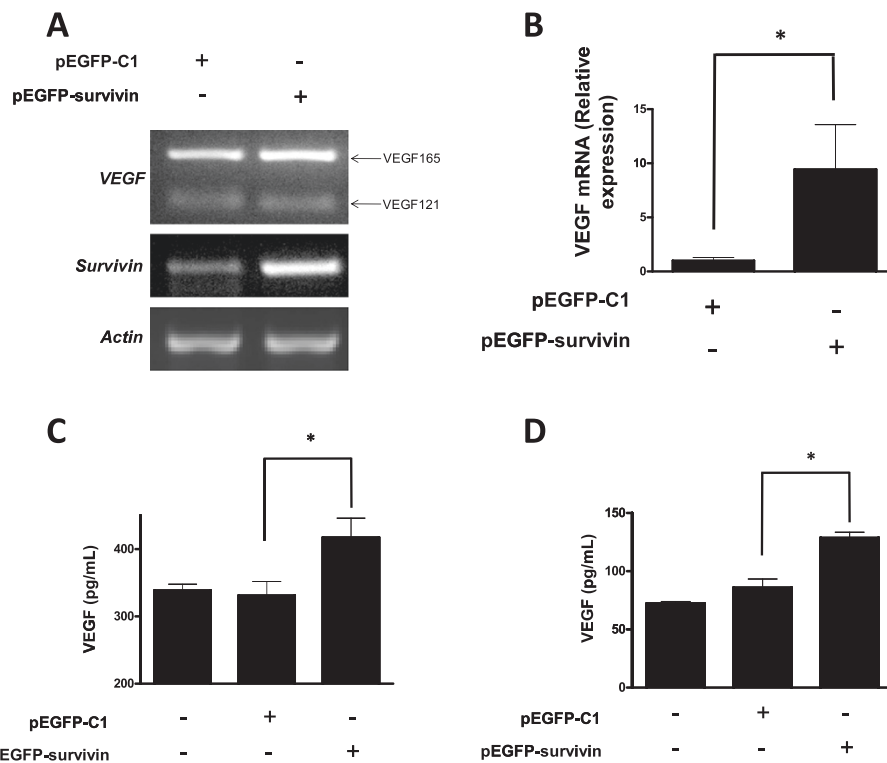 A
pEGFP-C1 + -
pEGFP-survivin - +
VEGF
VEGF165
VEGF121
Survivin
Actin
B
*
VEGF mRNA (Relative
expression)
15
10
5
0
pEGFP-C1 + -
pEGFP-survivin - +
C
*
VEGF (pg/mL)
400
300
200
pEGFP-C1 - + -
EGFP-survivin - - +
D
*
VEGF (pg/mL)
150
100
50
0
pEGFP-C1 - + -
pEGFP-survivin - - +